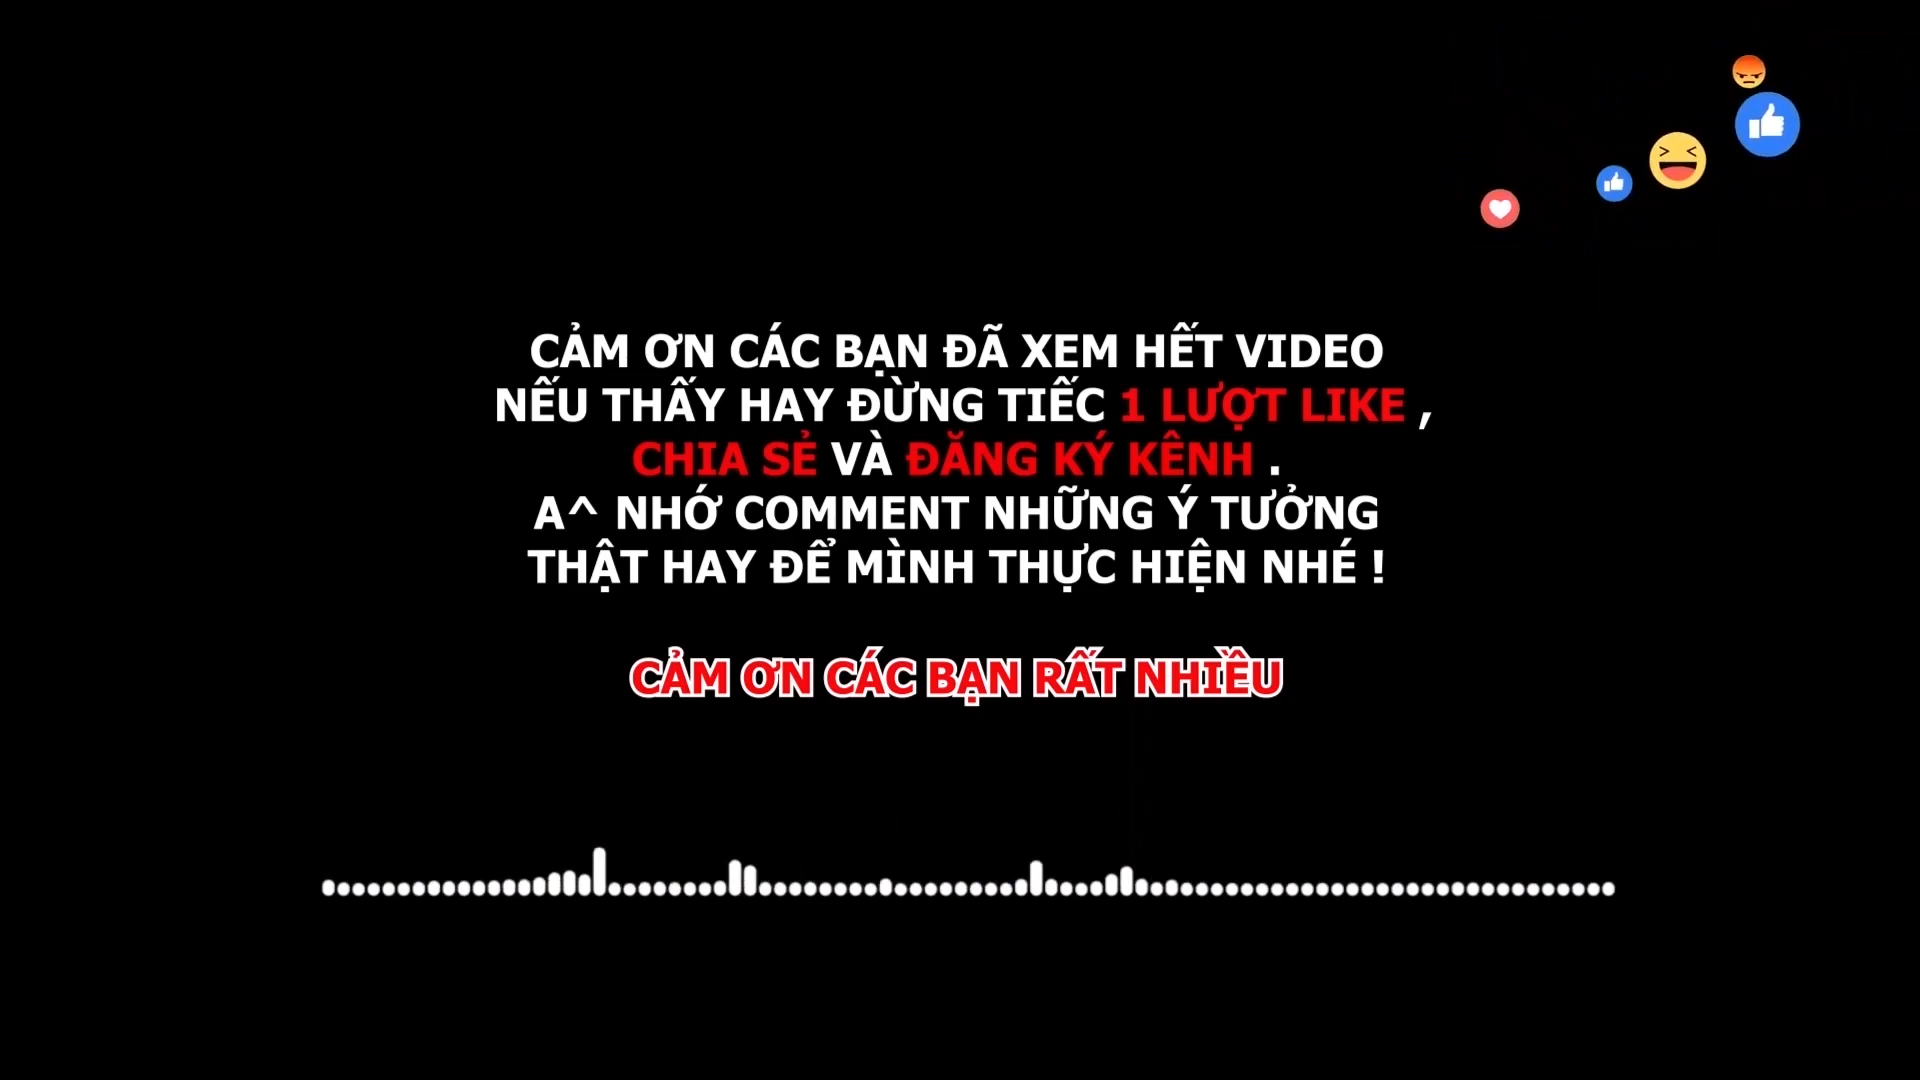 CẢM ƠN CÁC BẠN ĐÃ XEM HẾT VIDEO
NẾU THẤY HAY ĐỪNG TIẾC 1 LƯỢT LIKE ,
CHIA SẺ VÀ ĐĂNG KÝ KÊNH .
A^ NHỚ COMMENT NHỮNG Ý TƯỞNG
THẬT HAY ĐỂ MÌNH THỰC HIỆN NHÉ !
CẢM ƠN CÁC BẠN RẤT NHIỀU